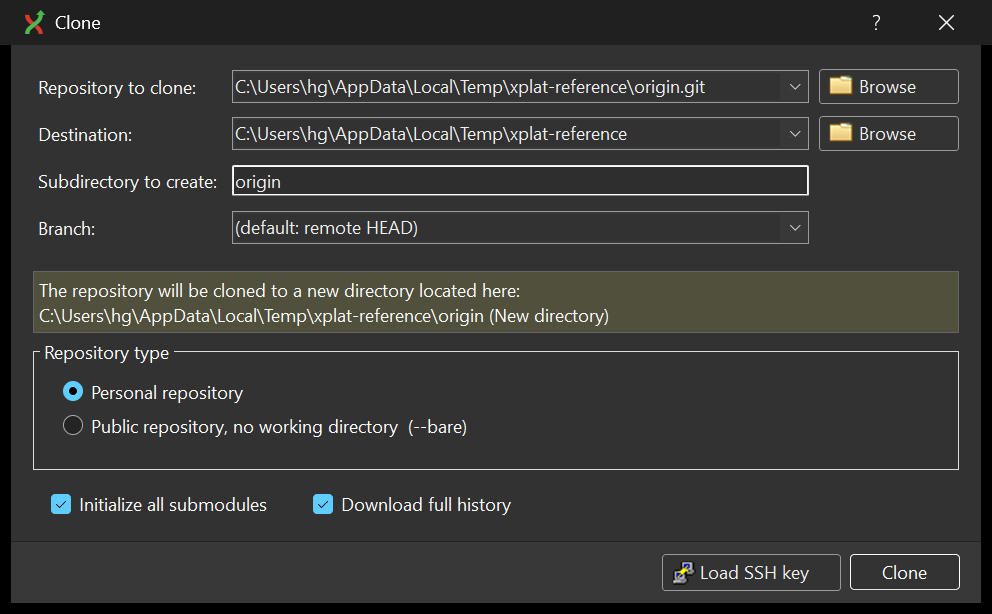 Clone
?
Repository to clone: C:\Users\hg\AppData\Local\Temp\xplat-reference\origin.git Browse
Destination: C:\Users\hg\AppData\Local\Temp\xplat-reference Browse
Subdirectory to create: origin
Branch: (default: remote HEAD)
The repository will be cloned to a new directory located here:
C:\Users\hg\AppData\Local\Temp\xplat-reference\origin (New directory)
Repository type
Personal repository
Public repository, no working directory (--bare)
Initialize all submodules Download full history
Load SSH key Clone